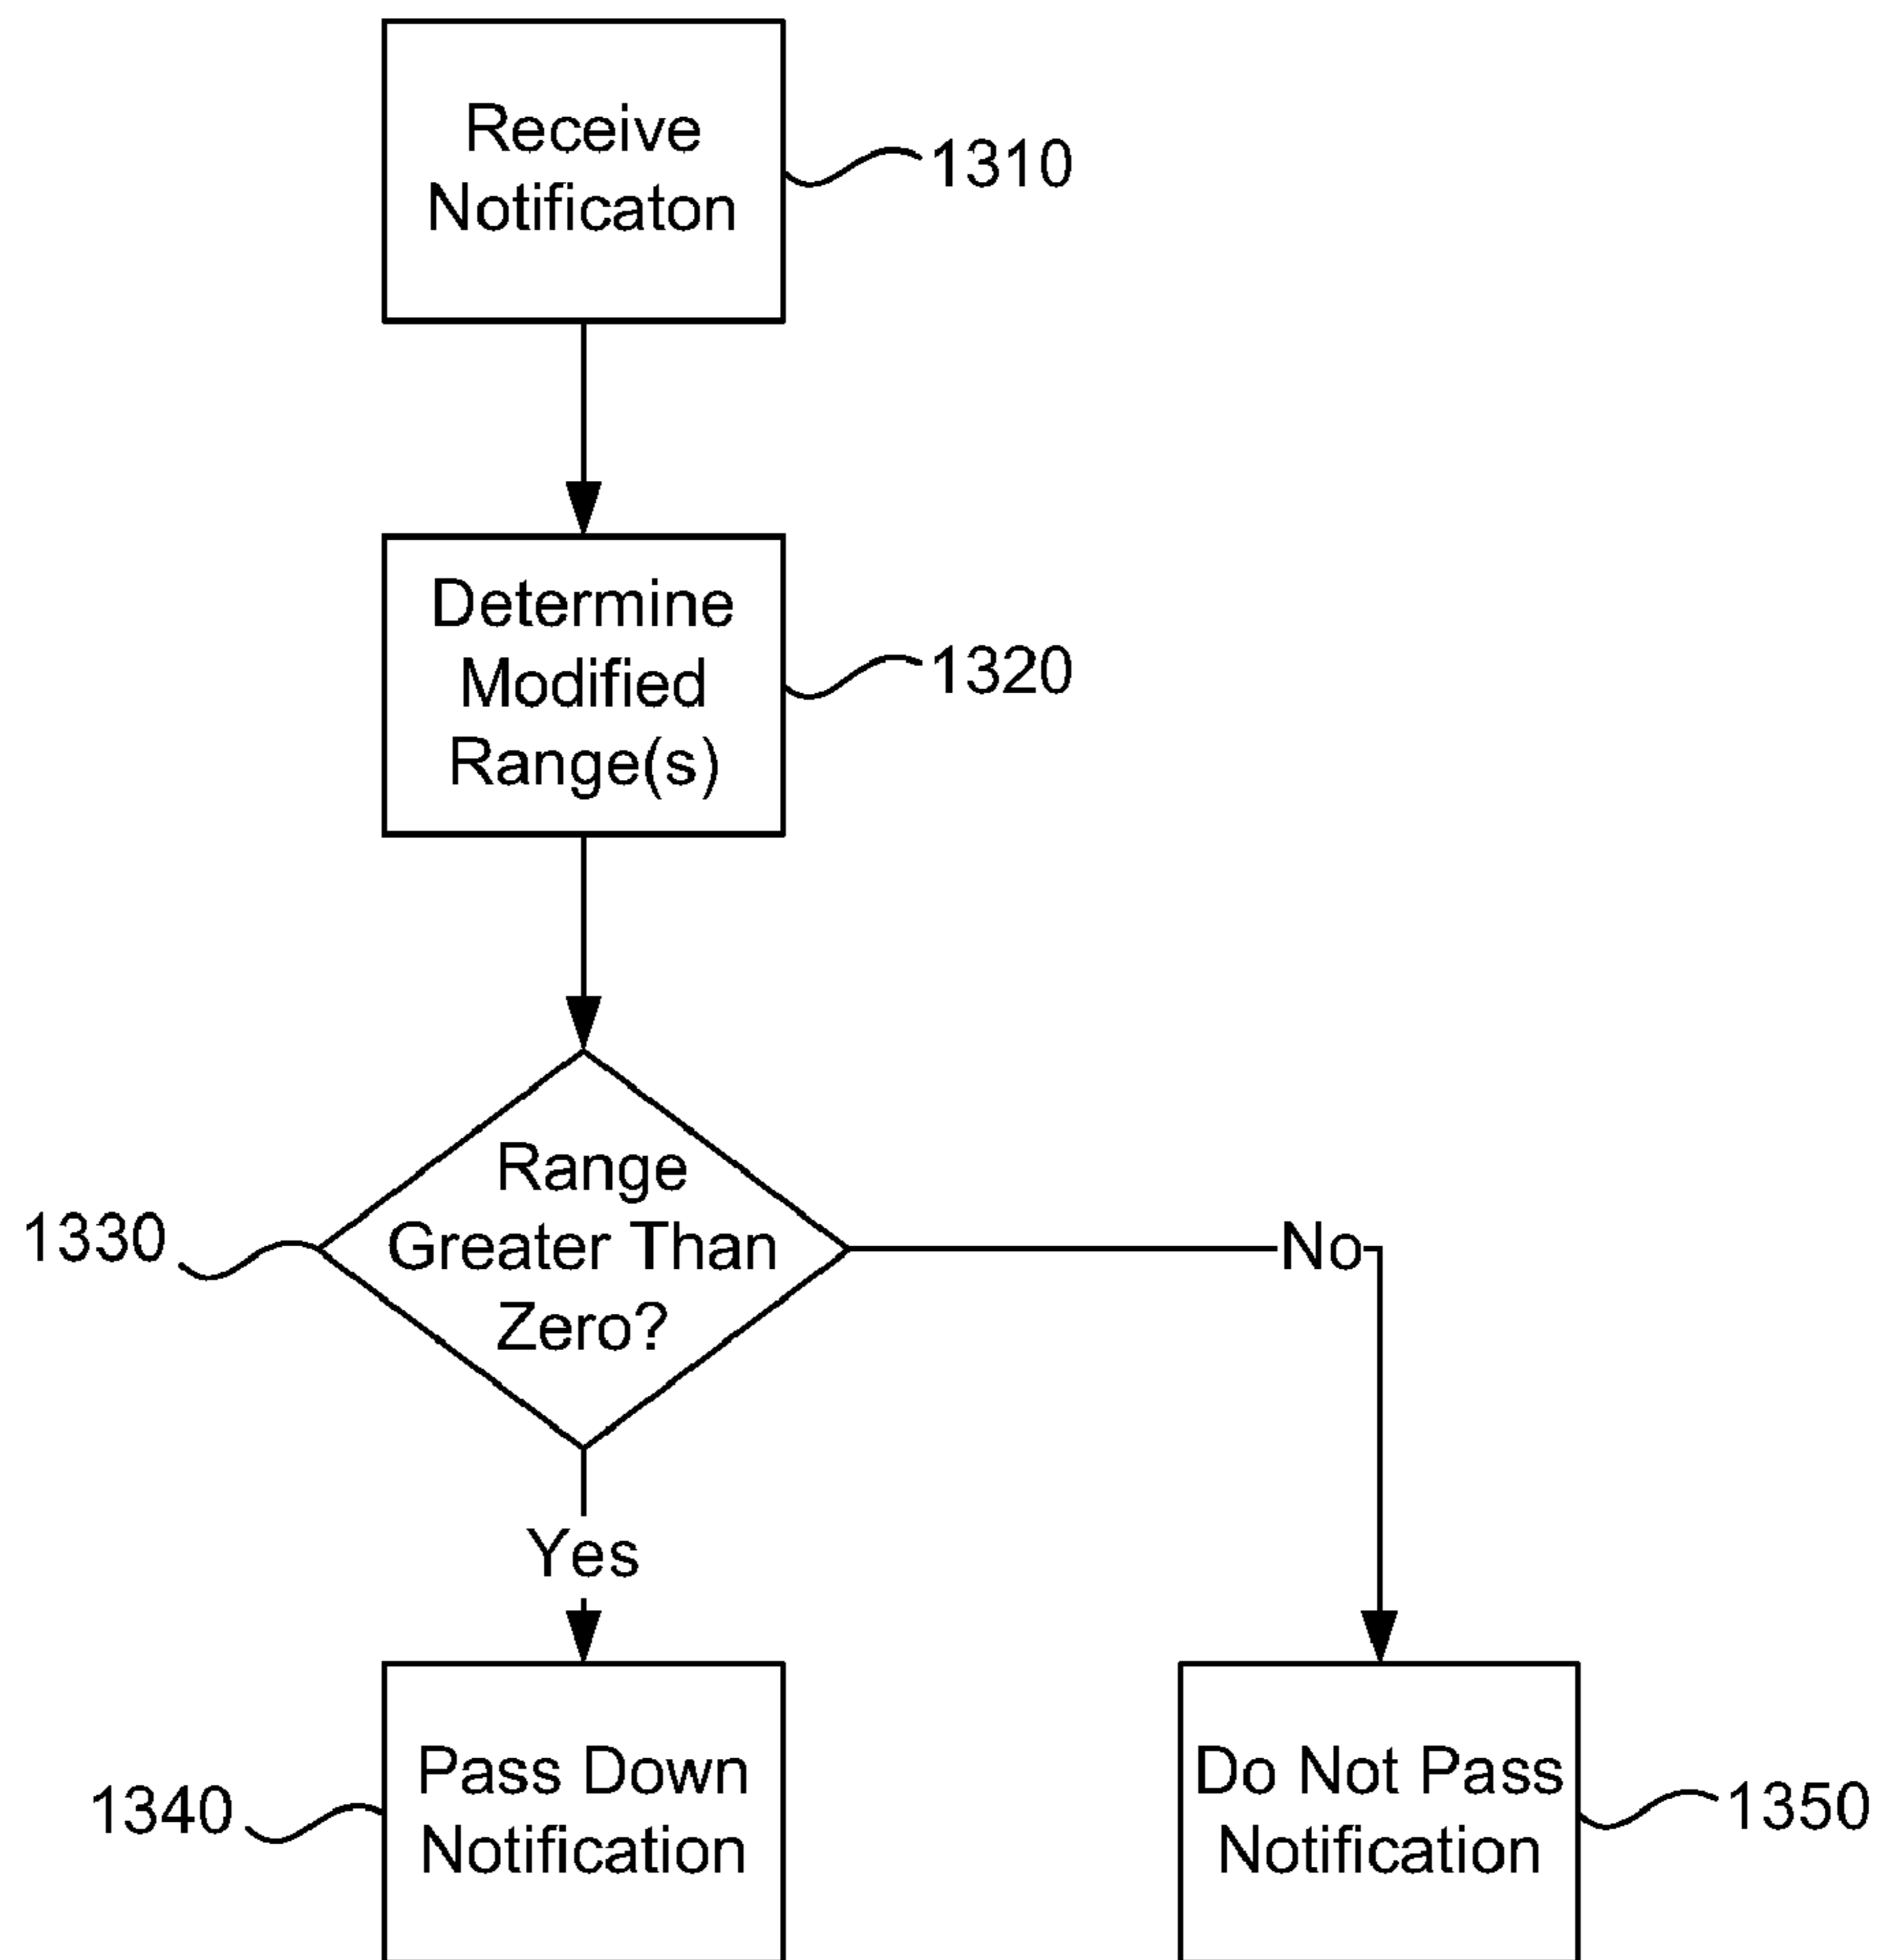 Receive
Notificaton
1310
Determine
Modified
Range(s)
1320
Range
Greater Than
Zero?
1330
No
Yes
Pass Down
Notification
1340
Do Not Pass
Notification
1350